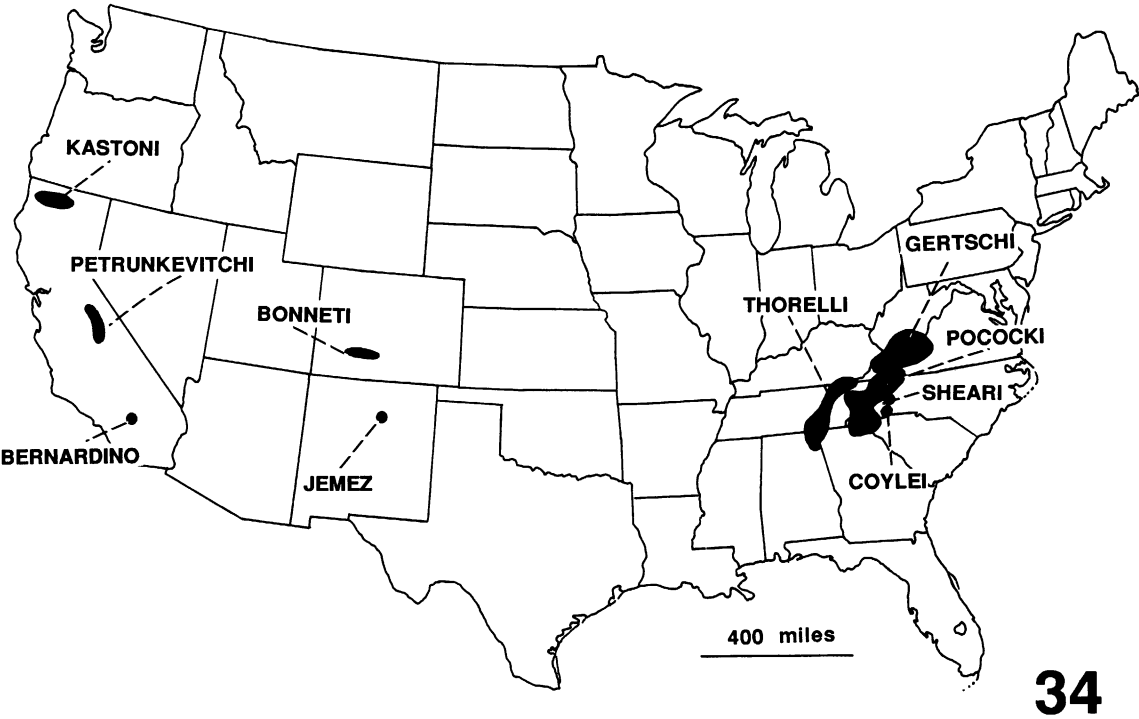 KASTONI
GERTSCHI
PETRUNKEVITCHI
THORELLI
BONNETI
POCOCKI
SHEARI
BERNARDINO
JEMEZ
COYLEI
400 miles
34